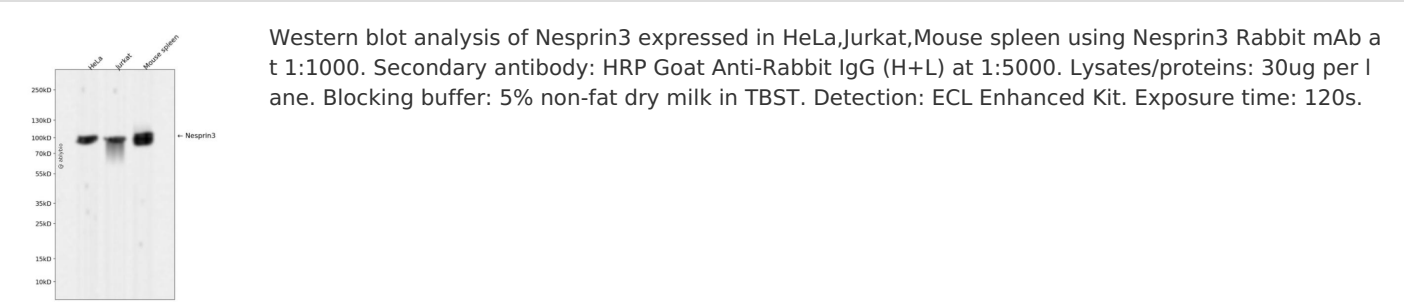 HeLa
Jurkat
Mouse spleen
Western blot analysis of Nesprin3 expressed in HeLa,Jurkat,Mouse spleen using Nesprin3 Rabbit mAb a
t 1:1000. Secondary antibody: HRP Goat Anti-Rabbit IgG (H+L) at 1:5000. Lysates/proteins: 30ug per l
ane. Blocking buffer: 5% non-fat dry milk in TBST. Detection: ECL Enhanced Kit. Exposure time: 120s.
250kD
130kD
100kD
← Nesprin3
70kD
55kD
35kD
25kD
15kD
10kD